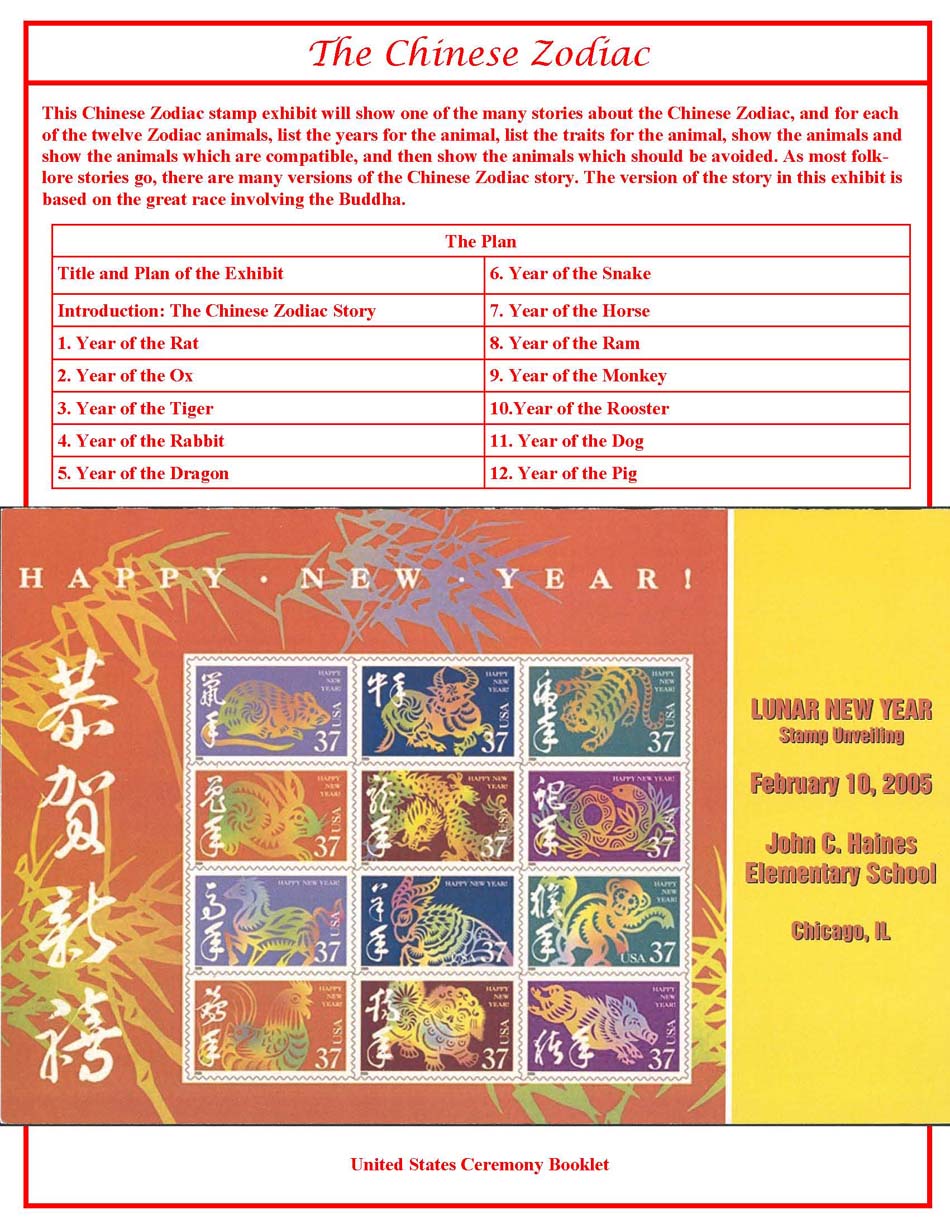 The Chinese Zodiac
This Chinese Zodiac stamp exhibit will show one of the many stories about the Chinese Zodiac, and for each
of the twelve Zodiac animals, list the years for the animal, list the traits for the animal, show the animals and
show the animals which are compatible, and then show the animals which should be avoided. As most folk-
lore stories go, there are many versions of the Chinese Zodiac story. The version of the story in this exhibit is
based on the great race involving the Buddha.
The Plan
Title and Plan of the Exhibit
6. Year of the Snake
Introduction: The Chinese Zodiac Story
7. Year of the Horse
1. Year of the Rat
8. Year of the Ram
2. Year of the Ox
9. Year of the Monkey
3. Year of the Tiger
10.Year of the Rooster
4. Year of the Rabbit
11. Year of the Dog
5. Year of the Dragon
12. Year of the Pig
HAPPY · NEW · YEAR!
恭賀新禧
鼠年
HAPPY
NEW
YEAR!
USA
37
牛年
HAPPY
NEW
YEAR!
USA
37
虎年
HAPPY
NEW
YEAR!
USA
37
兔年
HAPPY
NEW
YEAR!
USA
37
龍年
HAPPY NEW YEAR!
USA
37
蛇年
HAPPY NEW YEAR!
USA
37
馬年
HAPPY NEW YEAR!
USA
37
羊年
HAPPY NEW YEAR!
USA
37
猴年
HAPPY
NEW
YEAR!
USA 37
鷄年
HAPPY
NEW
YEAR!
USA
37
狗年
HAPPY
NEW
YEAR!
USA
37
猪年
HAPPY
NEW
YEAR!
USA
37
LUNAR NEW YEAR
Stamp Unveiling
February 10, 2005
John C. Haines
Elementary School
Chicago, IL
United States Ceremony Booklet